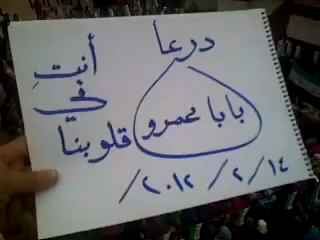 درعا
بابا عمرو
أنتِ
في
قلوبنا
١٤/٢/٢٠١٢/